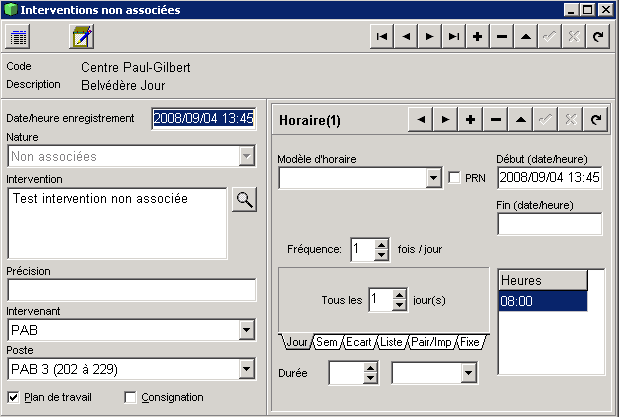 Interventions non associées
Code Centre Paul-Gilbert
Description Belvédère Jour
Date/heure enregistrement 2008/09/04 13:45
Nature
Non associées
Intervention
Test intervention non associée
Précision
Intervenant
PAB
Poste
PAB 3 (202 à 229)
Plan de travail Consignation
Horaire(1)
Modèle d'horaire
PRN
Début (date/heure)
2008/09/04 13:45
Fin (date/heure)
Fréquence: 1 fois / jour
Tous les 1 jour(s)
Jour Sem Ecart Liste Pair/Imp Fixe
Durée
Heures
08:00